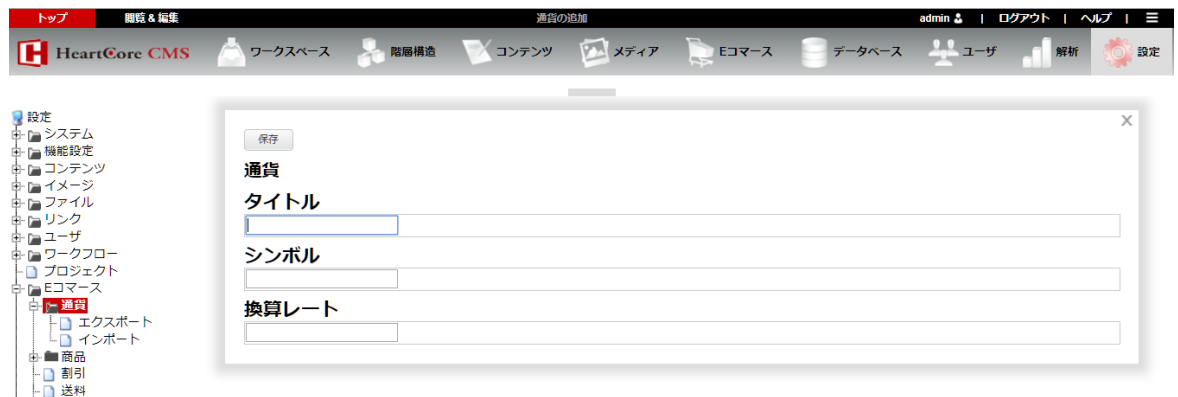 トップ 閲覧 & 編集 通貨の追加 admin | ログアウト | ヘルプ |
HeartCore CMS ワークスペース 階層構造 コンテンツ メディア Eコマース データベース ユーザ 解析 設定
設定
システム
機能設定
コンテンツ
イメージ
ファイル
リンク
ユーザ
ワークフロー
プロジェクト
Eコマース
通貨
エクスポート
インポート
商品
割引
送料
X
保存
通貨
タイトル
シンボル
換算レート